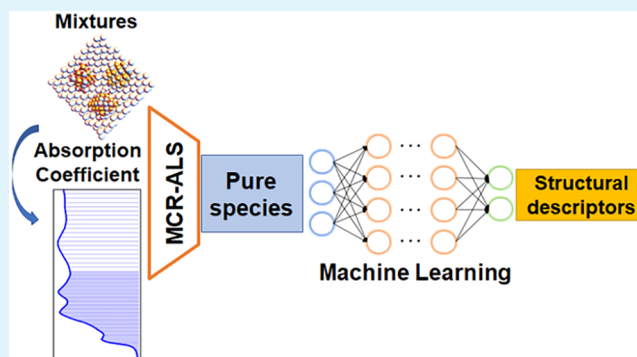 Mixtures
Absorption
Coefficient
MCR-ALS
Pure
species
... 
...
...
...
Machine Learning
Structural
descriptors